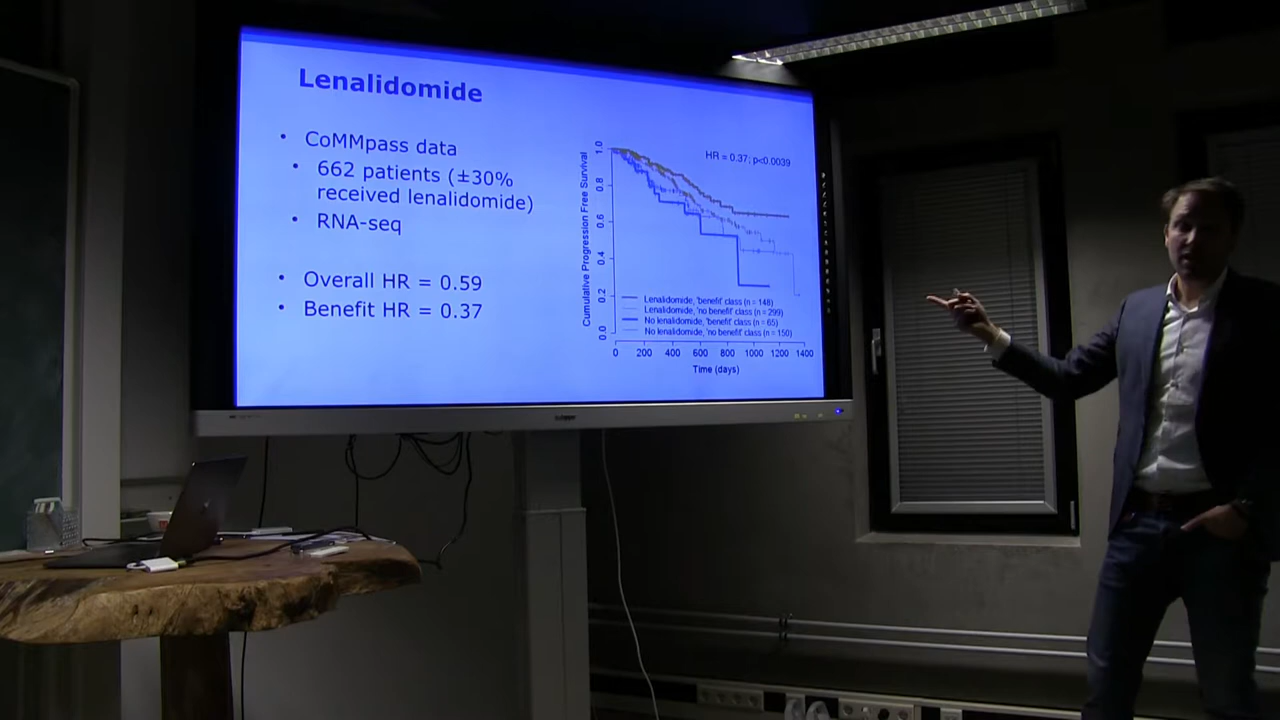 Lenalidomide
• CoMMpass data
• 662 patients (±30%
received lenalidomide)
• RNA-seq
• Overall HR = 0.59
• Benefit HR = 0.37
HR = 0.37; p<0.0039
Cumulative Progression Free Survival
1.0
0.8
0.6
0.4
0.2
0.0
Lenalidomide, 'benefit' class (n = 148)
Lenalidomide, 'no benefit' class (n = 299)
No lenalidomide, 'benefit' class (n = 65)
No lenalidomide, 'no benefit' class (n = 150)
0 200 400 600 800 1000 1200 1400
Time (days)